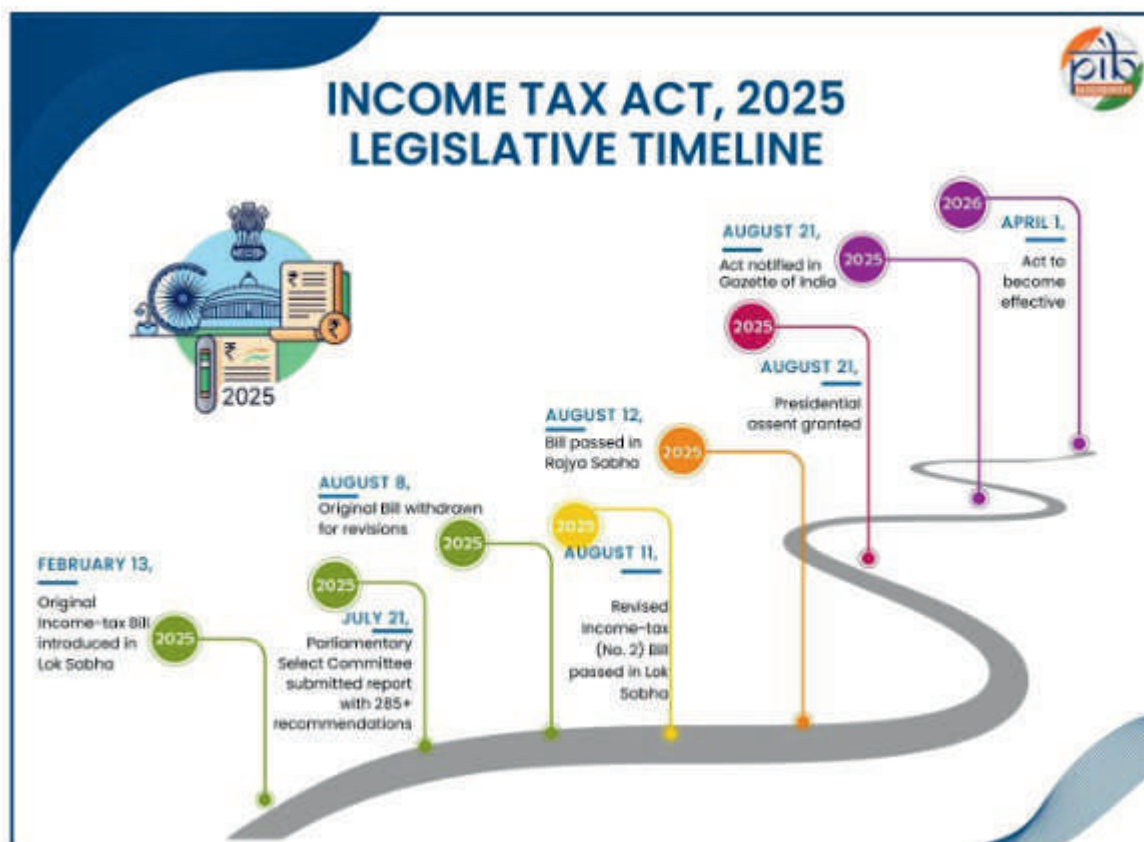 INCOME TAX ACT, 2025
LEGISLATIVE TIMELINE
pib
2025
FEBRUARY 13,
2025
Original
Income-tax Bill
introduced in
Lok Sabha
2025
JULY 21,
Parliamentary
Select Committee
submitted report
with 285+
recommendations
AUGUST 8,
2025
Original Bill withdrawn
for revisions
2025
AUGUST 11,
Revised
Income-tax
(No. 2) Bill
passed in Lok
Sabha
AUGUST 12,
2025
Bill passed in
Rajya Sabha
2025
AUGUST 21,
Presidential
assent granted
AUGUST 21,
2025
Act notified in
Gazette of India
2026
APRIL 1,
Act to
become
effective